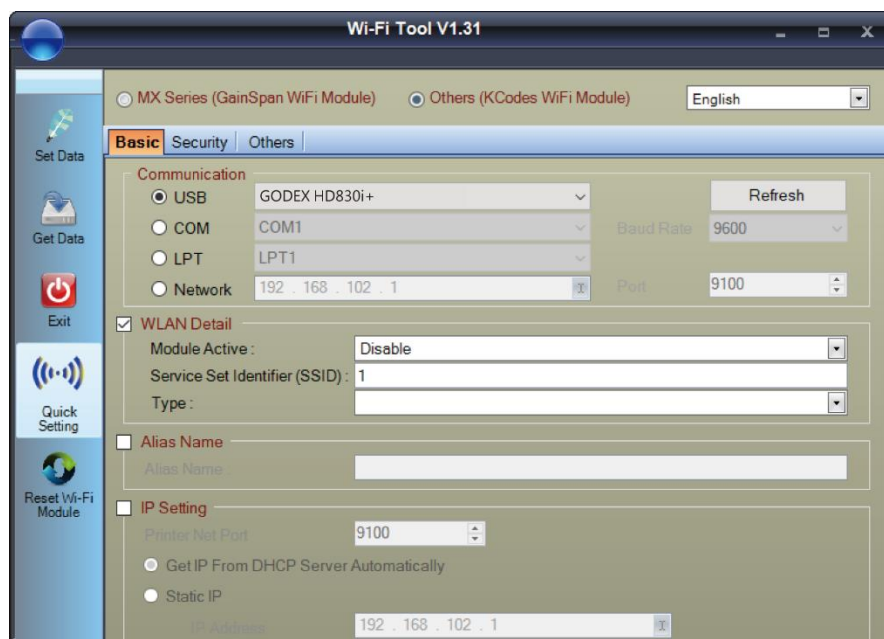 Wi-Fi Tool V1.31
MX Series (GainSpan WiFi Module) Others (KCodes WiFi Module) English
Set Data
Get Data
Exit
Quick Setting
Reset Wi-Fi Module
Basic Security Others
Communication
USB GODEX HD830i+ Refresh
COM COM1 Baud Rate 9600
LPT LPT1
Network 192 . 168 . 102 . 1 Port 9100
WLAN Detail
Module Active : Disable
Service Set Identifier (SSID) : 1
Type :
Alias Name
Alias Name :
IP Setting
Printer Net Port 9100
Get IP From DHCP Server Automatically
Static IP
IP Address 192 . 168 . 102 . 1